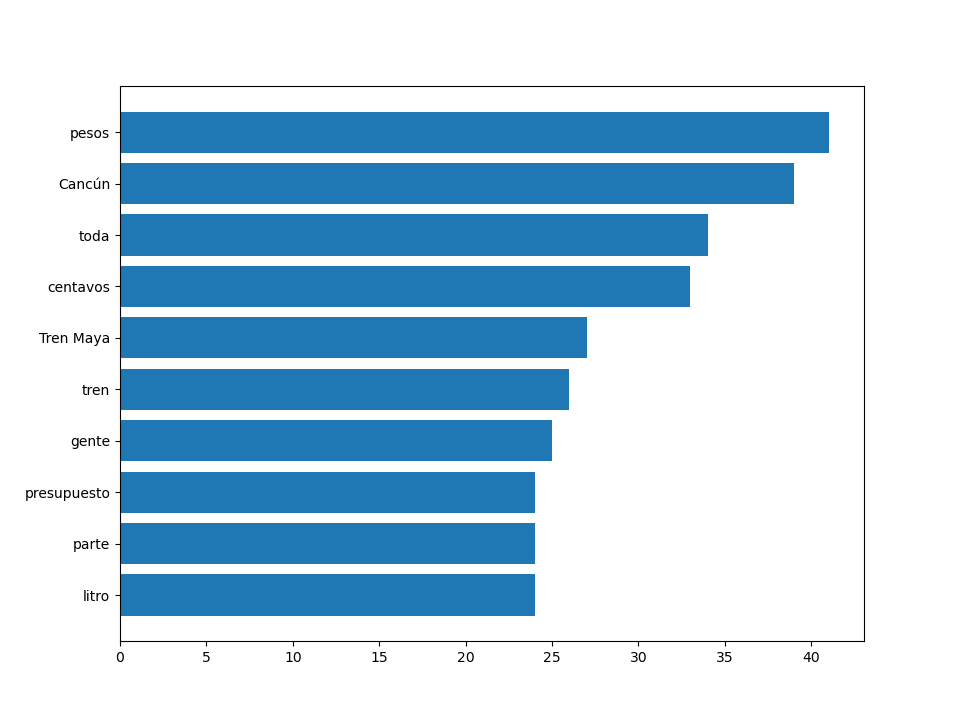 pesos
Cancún
toda
centavos
Tren Maya
tren
gente
presupuesto
parte
litro
0 5 10 15 20 25 30 35 40